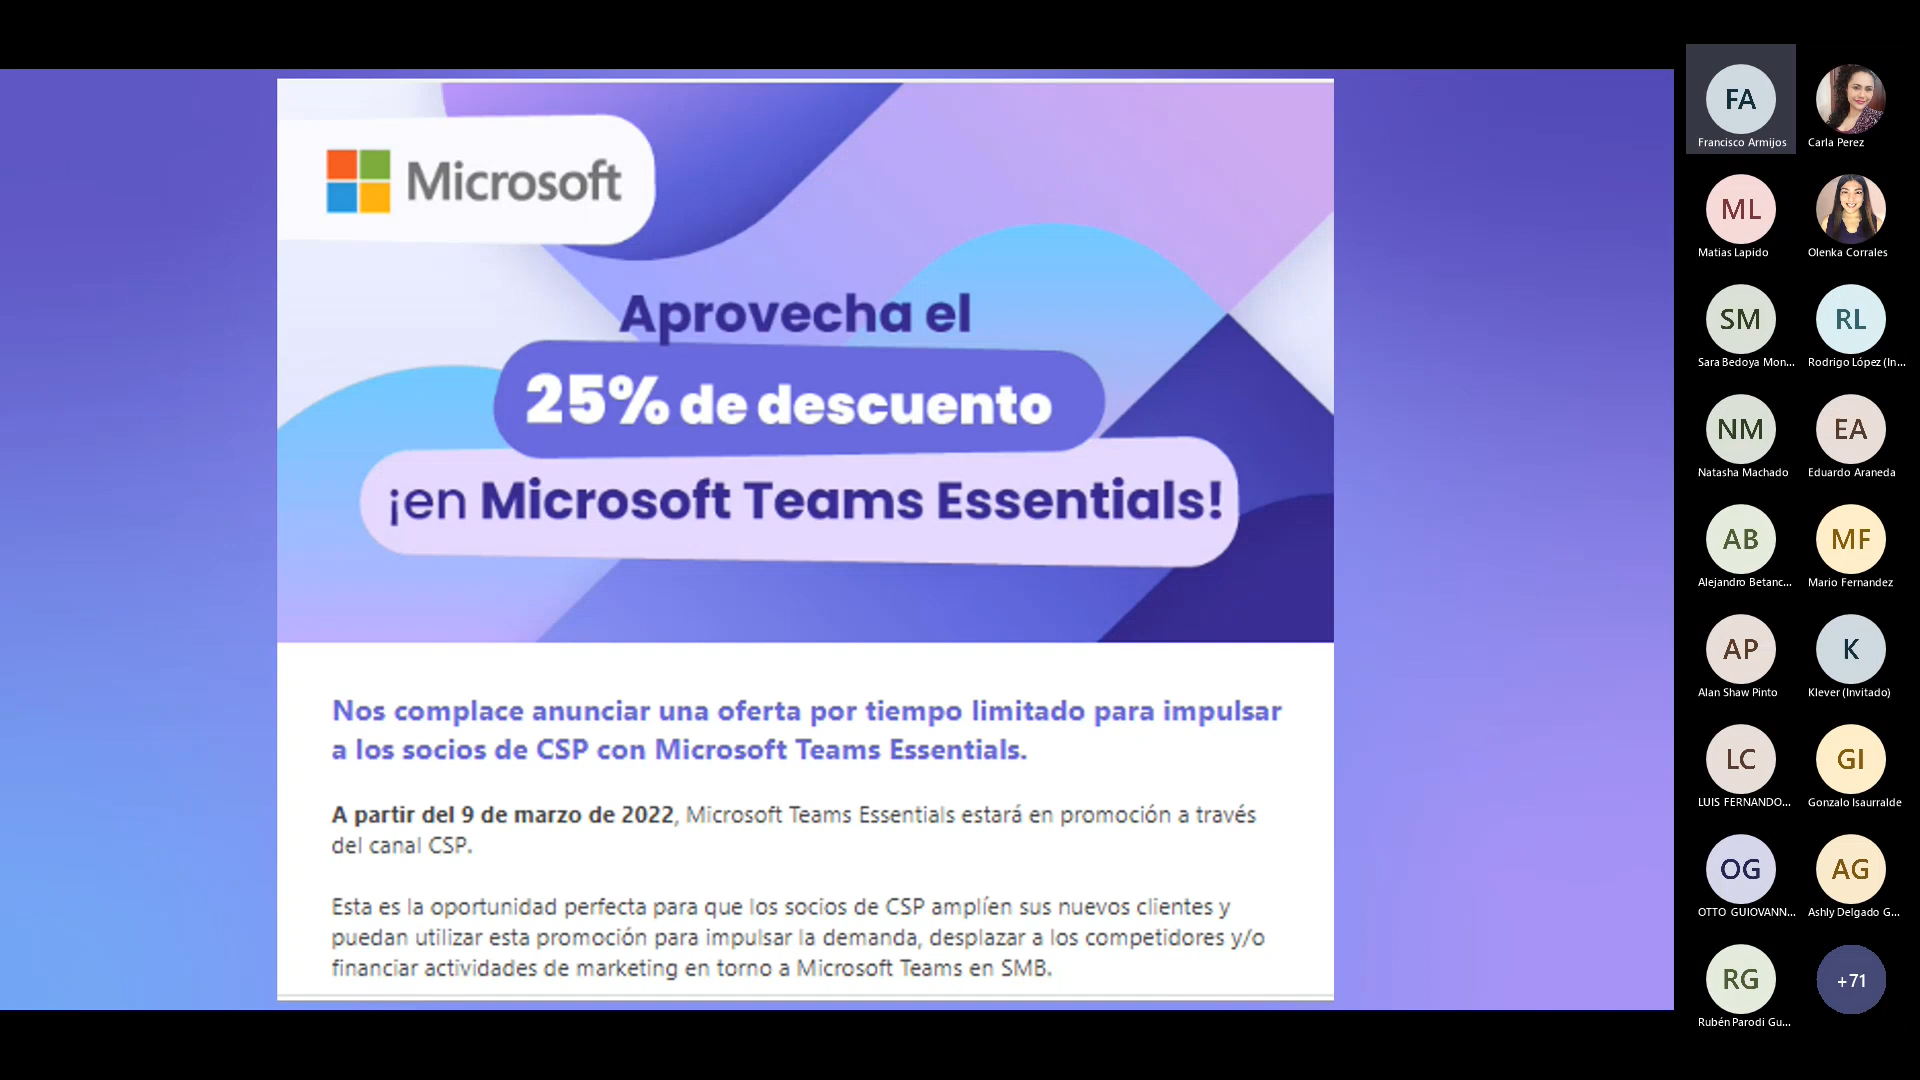 Microsoft
Aprovecha el
25% de descuento
¡en Microsoft Teams Essentials!
Nos complace anunciar una oferta por tiempo limitado para impulsar
a los socios de CSP con Microsoft Teams Essentials.
A partir del 9 de marzo de 2022, Microsoft Teams Essentials estará en promoción a través
del canal CSP.
Esta es la oportunidad perfecta para que los socios de CSP amplíen sus nuevos clientes y
puedan utilizar esta promoción para impulsar la demanda, desplazar a los competidores y/o
financiar actividades de marketing en torno a Microsoft Teams en SMB.
FA
Francisco Armijos
Carla Perez
ML
Matias Lapido
Olenka Corrales
SM
Sara Bedoya Mon...
RL
Rodrigo López (In...
NM
Natasha Machado
EA
Eduardo Araneda
AB
Alejandro Betanc...
MF
Mario Fernandez
AP
Alan Shaw Pinto
K
Klever (Invitado)
LC
LUIS FERNANDO...
GI
Gonzalo Isaurralde
OG
OTTO GUIOVANN...
AG
Ashly Delgado G...
RG
Rubén Parodi Gu...
+71